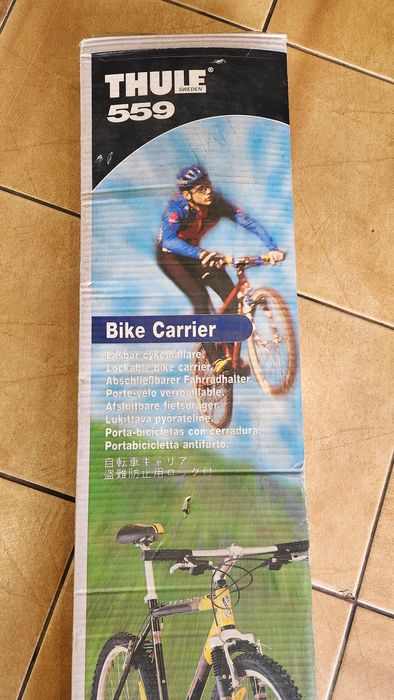 THULE®
SWEDEN
559
Bike Carrier
Låsbar cykelhållare.
Lockable bike carrier.
Abschließbarer Fahrradhalter.
Porte-velo verrouillable.
Afsluitbare fietsdrager.
Lukittava pyöräteline.
Porta-bicicletas con cerradura.
Portabicicletta antifurto.
自転車キャリア
盗難防止用ロック付